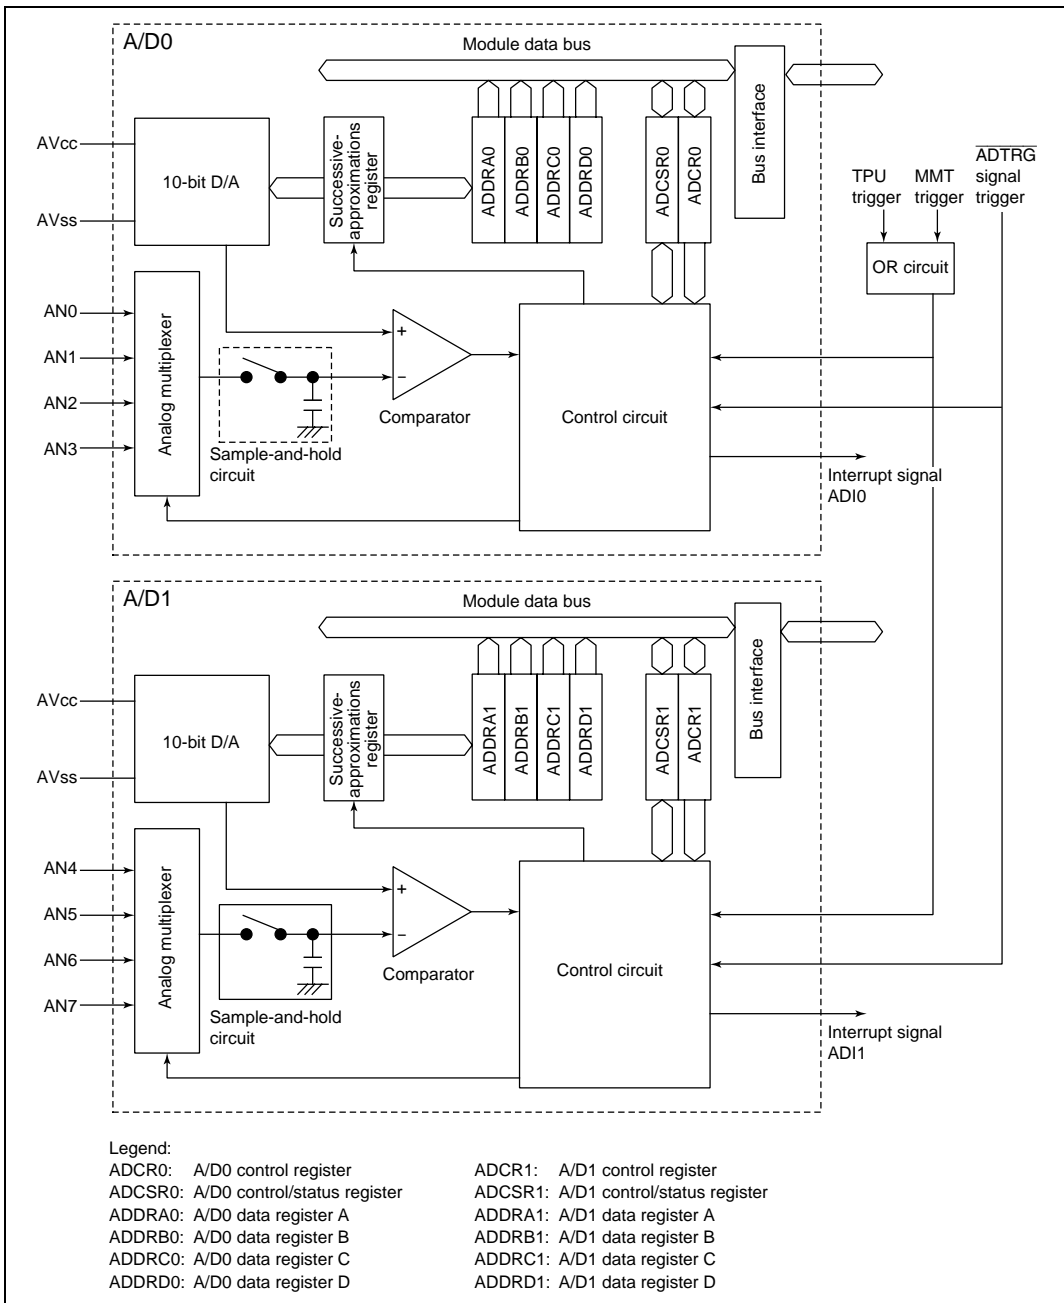 A/D0
Module data bus
Bus interface
AVcc
10-bit D/A
AVss
Successive-
approximations
register
ADDRA0
ADDRB0
ADDRC0
ADDRD0
ADCSR0
ADCR0
TPU
trigger
MMT
trigger
ADTRG
signal
trigger
OR circuit
AN0
AN1
AN2
AN3
Analog multiplexer
Sample-and-hold
circuit
+
−
Comparator
Control circuit
Interrupt signal
ADI0
A/D1
Module data bus
Bus interface
AVcc
10-bit D/A
AVss
Successive-
approximations
register
ADDRA1
ADDRB1
ADDRC1
ADDRD1
ADCSR1
ADCR1
AN4
AN5
AN6
AN7
Analog multiplexer
Sample-and-hold
circuit
+
−
Comparator
Control circuit
Interrupt signal
ADI1
Legend:
ADCR0: A/D0 control register
ADCSR0: A/D0 control/status register
ADDRA0: A/D0 data register A
ADDRB0: A/D0 data register B
ADDRC0: A/D0 data register C
ADDRD0: A/D0 data register D
ADCR1: A/D1 control register
ADCSR1: A/D1 control/status register
ADDRA1: A/D1 data register A
ADDRB1: A/D1 data register B
ADDRC1: A/D1 data register C
ADDRD1: A/D1 data register D